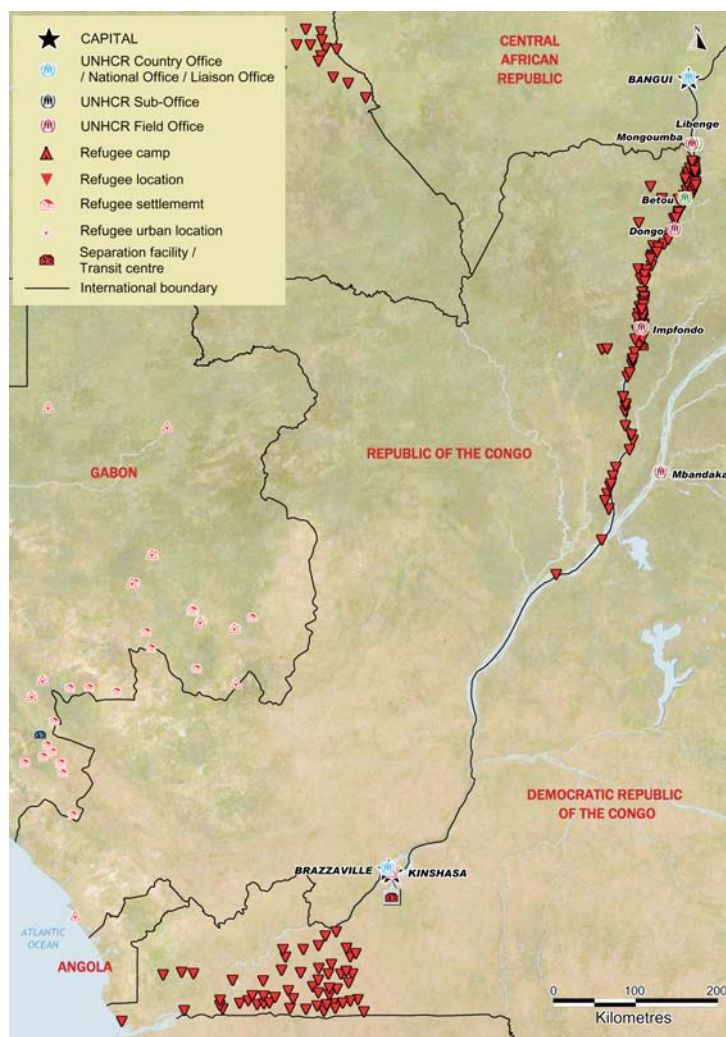 CAPITAL
UNHCR Country Office
/ National Office / Liaison Office
UNHCR Sub-Office
UNHCR Field Office
Refugee camp
Refugee location
Refugee settlememt
Refugee urban location
Separation facility /
Transit centre
International boundary
N
CENTRAL
AFRICAN
REPUBLIC
BANGUI
Libenge
Mongoumba
Betou
Dongo
Impfondo
GABON
REPUBLIC OF THE CONGO
Mbandaka
DEMOCRATIC REPUBLIC
OF THE CONGO
BRAZZAVILLE
KINSHASA
ATLANTIC
OCEAN
ANGOLA
0 100 200
Kilometres